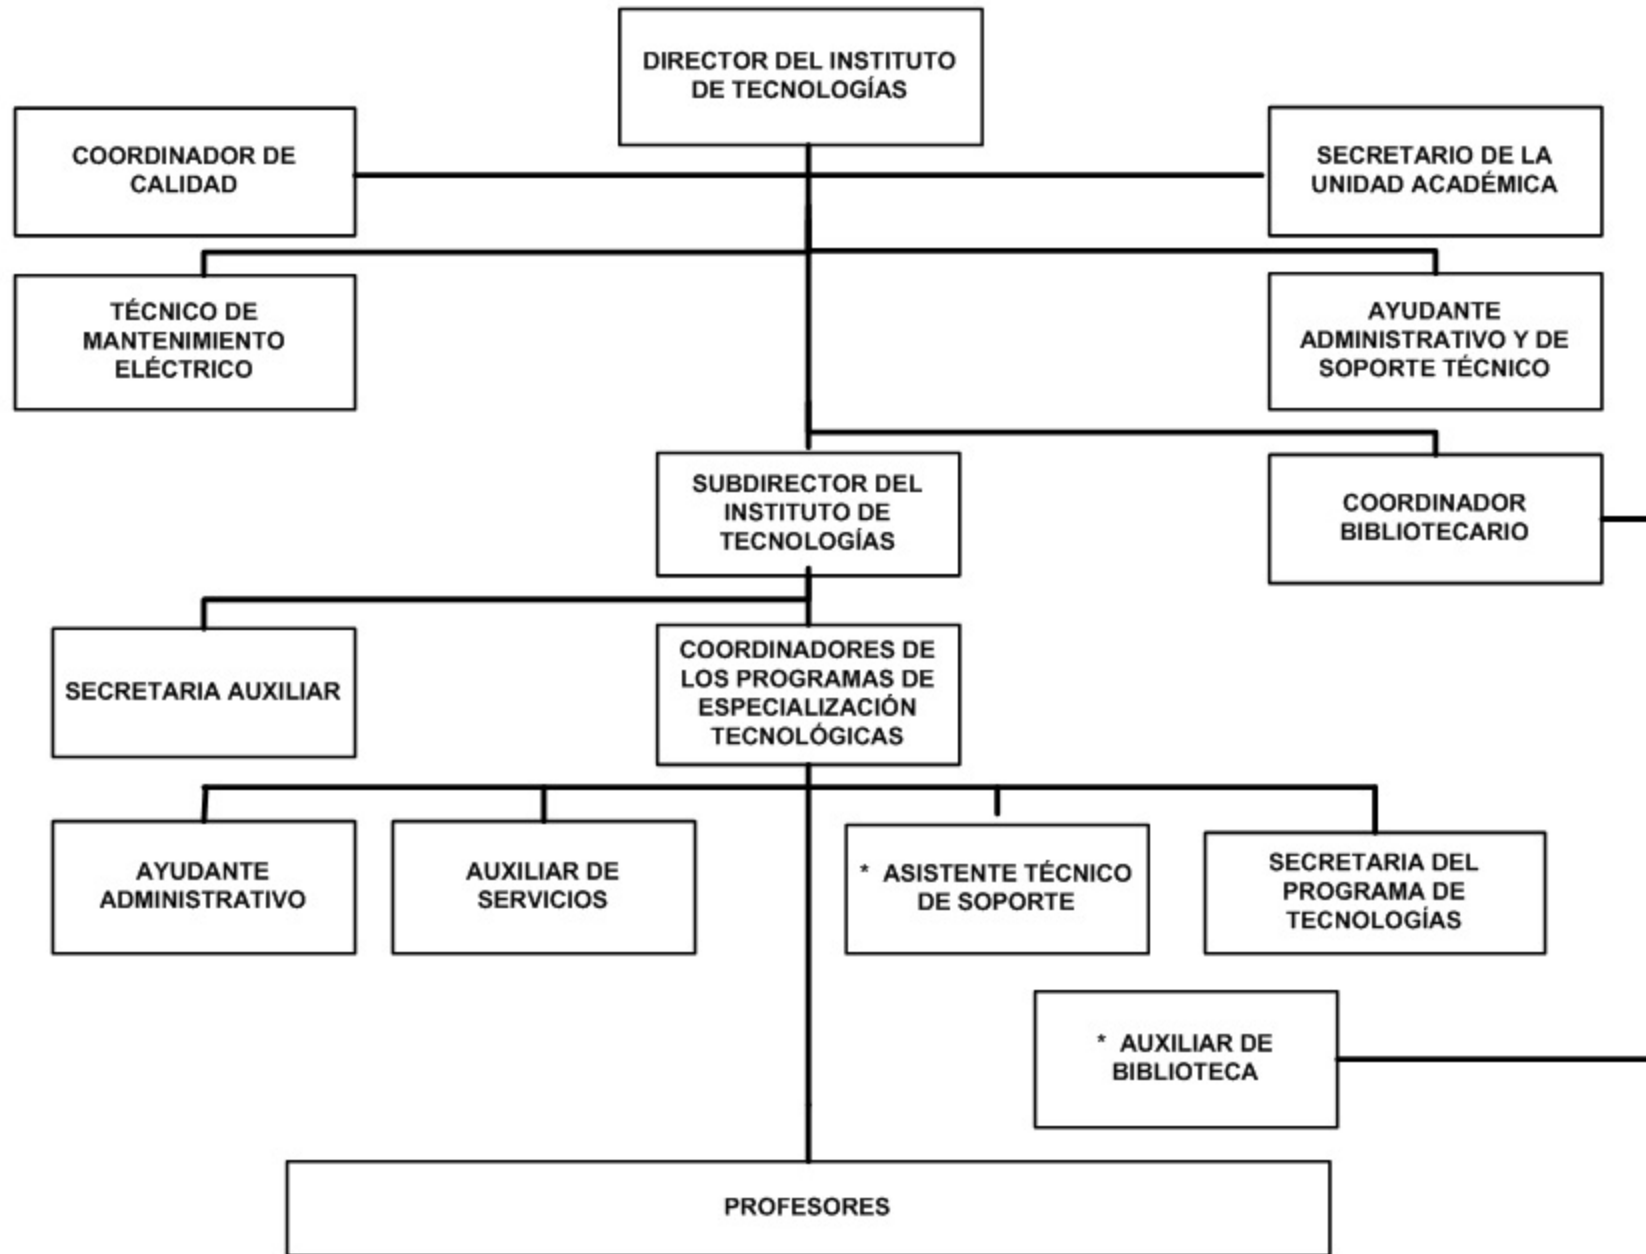 DIRECTOR DEL INSTITUTO
DE TECNOLOGÍAS
COORDINADOR DE
CALIDAD
SECRETARIO DE LA
UNIDAD ACADÉMICA
TÉCNICO DE
MANTENIMIENTO
ELÉCTRICO
AYUDANTE
ADMINISTRATIVO Y DE
SOPORTE TÉCNICO
SUBDIRECTOR DEL
INSTITUTO DE
TECNOLOGÍAS
COORDINADOR
BIBLIOTECARIO
SECRETARIA AUXILIAR
COORDINADORES DE
LOS PROGRAMAS DE
ESPECIALIZACIÓN
TECNOLÓGICAS
AYUDANTE
ADMINISTRATIVO
AUXILIAR DE
SERVICIOS
* ASISTENTE TÉCNICO
DE SOPORTE
SECRETARIA DEL
PROGRAMA DE
TECNOLOGÍAS
* AUXILIAR DE
BIBLIOTECA
PROFESORES